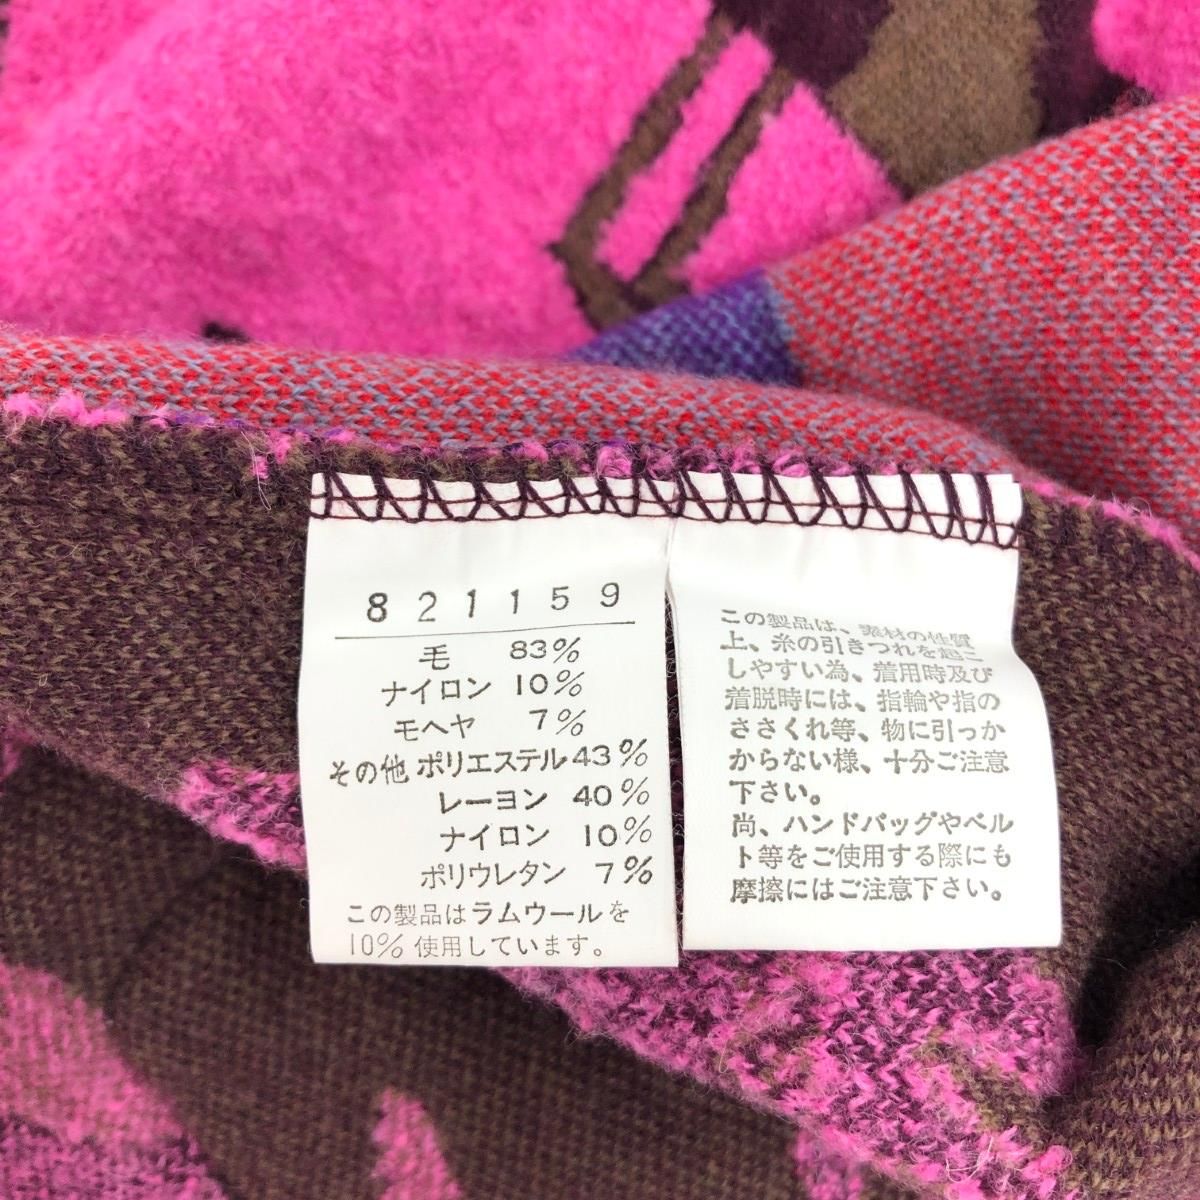 821159
毛 83%
ナイロン 10%
モヘヤ 7%
その他 ポリエステル 43%
レーヨン 40%
ナイロン 10%
ポリウレタン 7%
この製品はラムウールを
10%使用しています。
この製品は、素材の性質
上、糸の引きつれを起こ
しやすい為、着用時及び
着脱時には、指輪や指の
ささくれ等、物に引っか
からない様、十分ご注意
下さい。
尚、ハンドバッグやベル
ト等をご使用する際にも
摩擦にはご注意下さい。